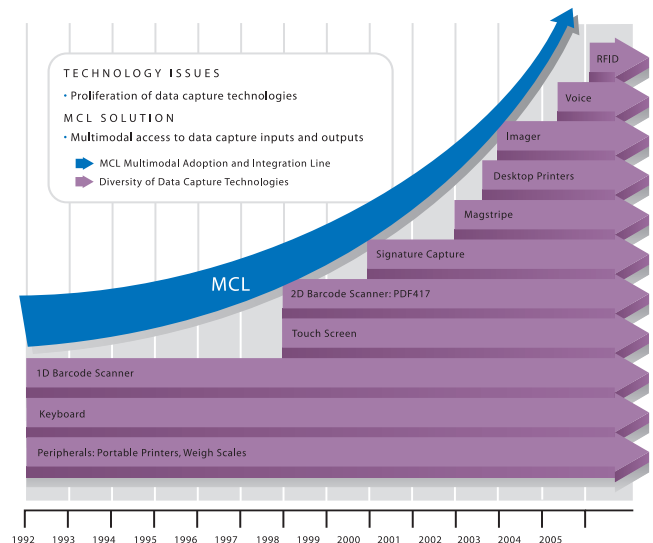 TECHNOLOGY ISSUES
• Proliferation of data capture technologies
MCL SOLUTION
• Multimodal access to data capture inputs and outputs
MCL Multimodal Adoption and Integration Line
Diversity of Data Capture Technologies
RFID
Voice
Imager
Desktop Printers
Magstripe
Signature Capture
MCL
2D Barcode Scanner: PDF417
Touch Screen
1D Barcode Scanner
Keyboard
Peripherals: Portable Printers, Weigh Scales
1992 1993 1994 1995 1996 1997 1998 1999 2000 2001 2002 2003 2004 2005